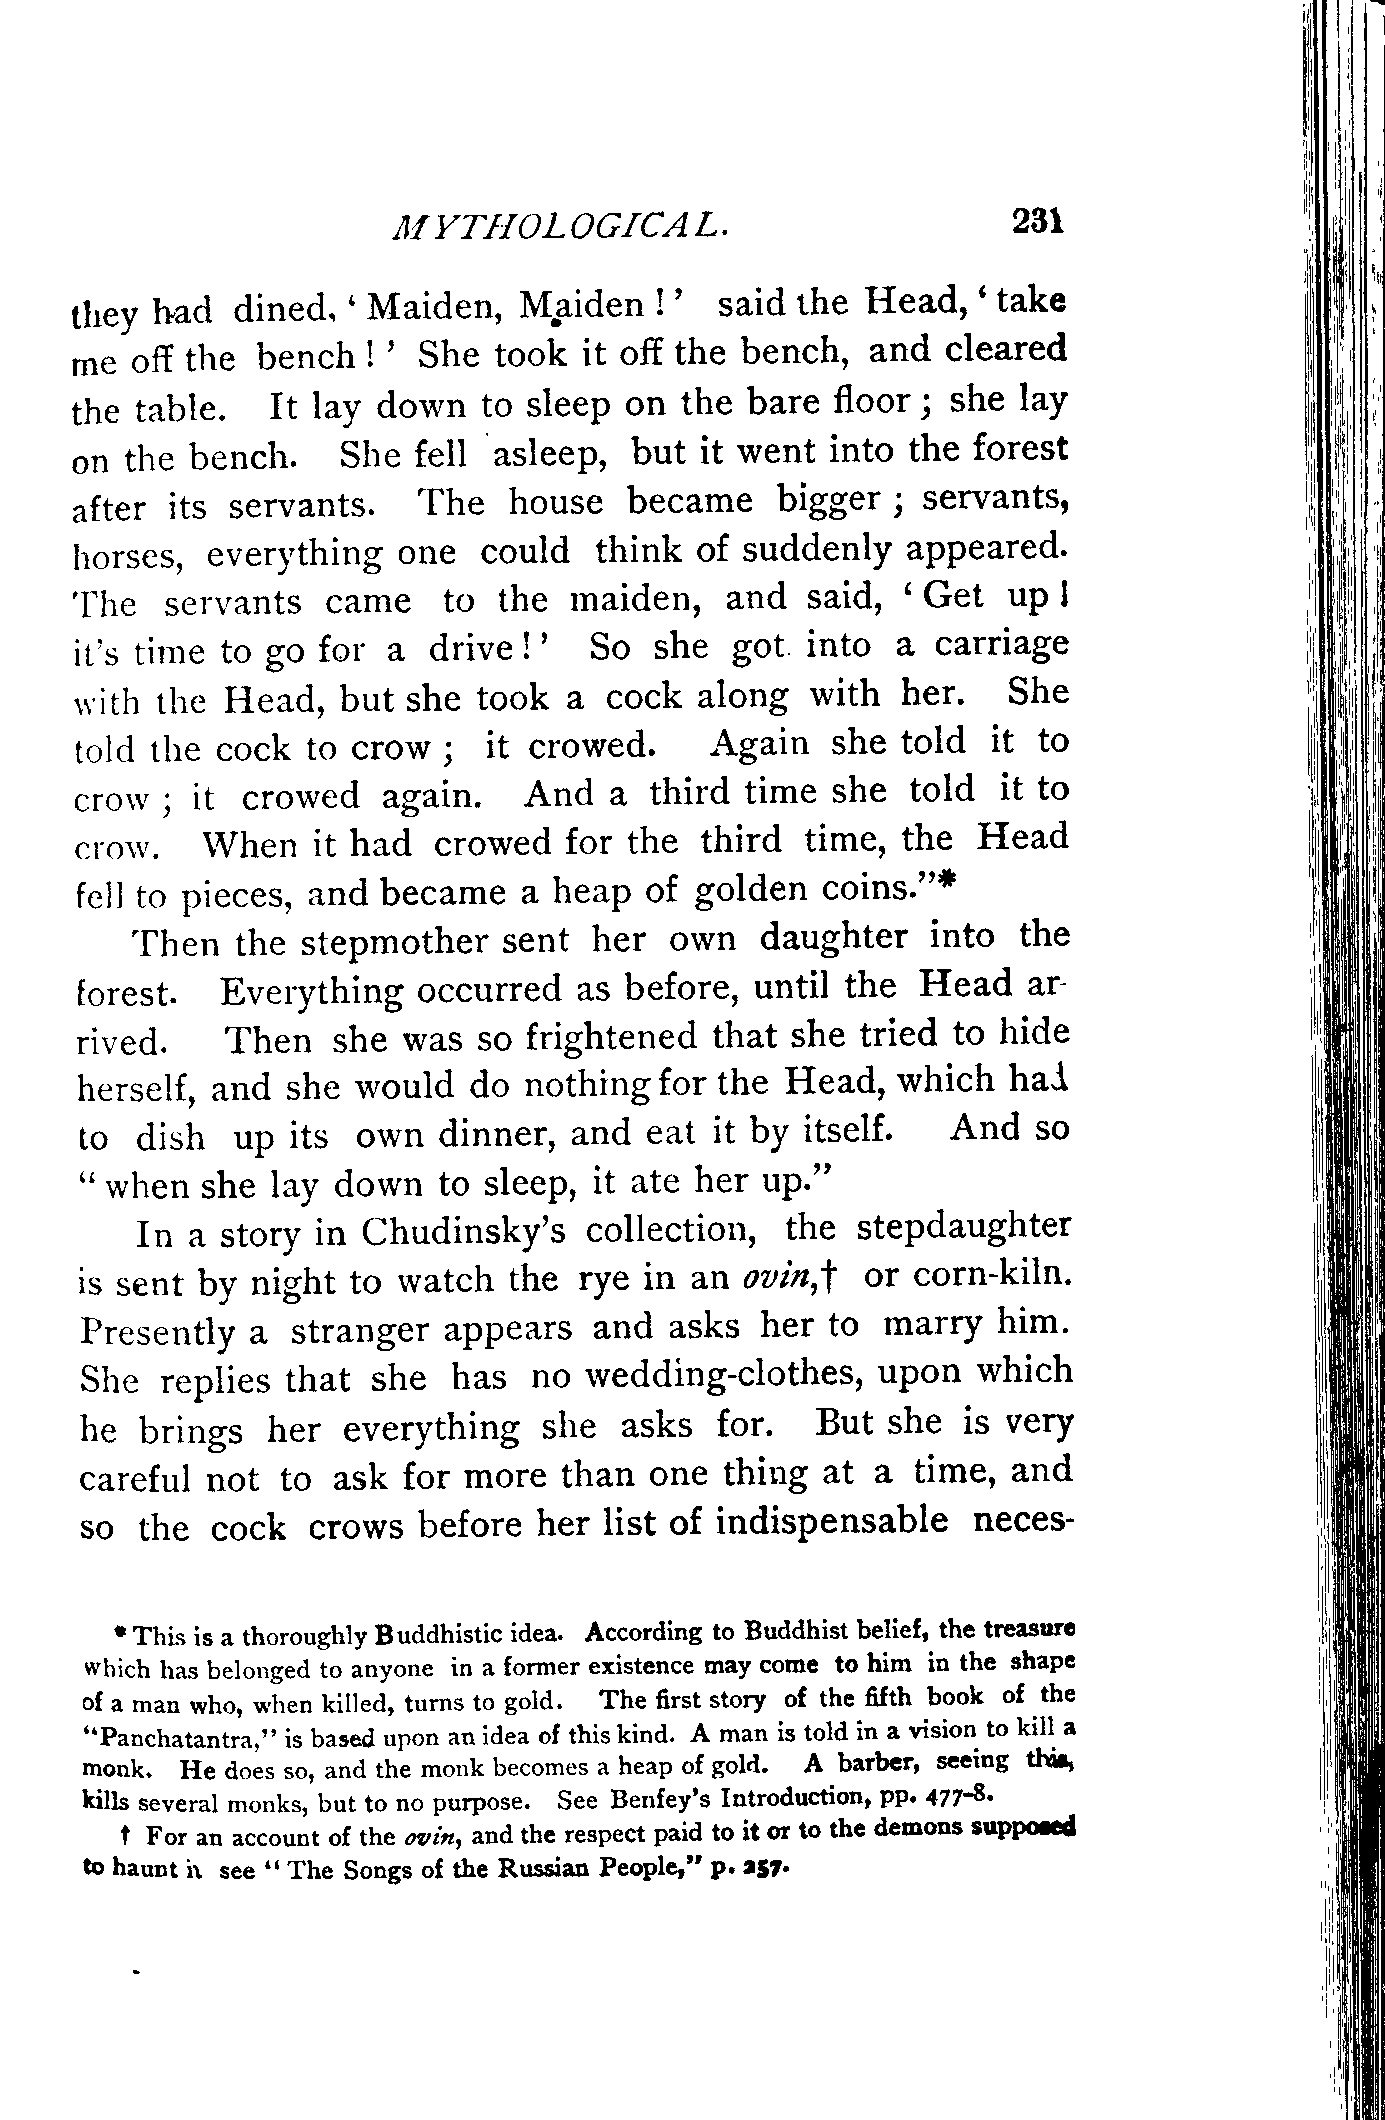 MYTHOLOGICAL. 231
they had dined, ‘ Maiden, Maiden ! ’ said the Head, ‘ take
me off the bench ! ’ She took it off the bench, and cleared
the table. It lay down to sleep on the bare floor ; she lay
on the bench. She fell asleep, but it went into the forest
after its servants. The house became bigger ; servants,
horses, everything one could think of suddenly appeared.
The servants came to the maiden, and said, ‘ Get up !
it’s time to go for a drive ! ’ So she got into a carriage
with the Head, but she took a cock along with her. She
told the cock to crow ; it crowed. Again she told it to
crow ; it crowed again. And a third time she told it to
crow. When it had crowed for the third time, the Head
fell to pieces, and became a heap of golden coins.”*
Then the stepmother sent her own daughter into the
forest. Everything occurred as before, until the Head ar-
rived. Then she was so frightened that she tried to hide
herself, and she would do nothing for the Head, which had
to dish up its own dinner, and eat it by itself. And so
“ when she lay down to sleep, it ate her up.”
In a story in Chudinsky’s collection, the stepdaughter
is sent by night to watch the rye in an ovin,† or corn-kiln.
Presently a stranger appears and asks her to marry him.
She replies that she has no wedding-clothes, upon which
he brings her everything she asks for. But she is very
careful not to ask for more than one thing at a time, and
so the cock crows before her list of indispensable neces-
* This is a thoroughly Buddhistic idea. According to Buddhist belief, the treasure
which has belonged to anyone in a former existence may come to him in the shape
of a man who, when killed, turns to gold. The first story of the fifth book of the
“Panchatantra,” is based upon an idea of this kind. A man is told in a vision to kill a
monk. He does so, and the monk becomes a heap of gold. A barber, seeing this,
kills several monks, but to no purpose. See Benfey’s Introduction, pp. 477-8.
† For an account of the ovin, and the respect paid to it or to the demons supposed
to haunt it see “ The Songs of the Russian People,” p. 257.